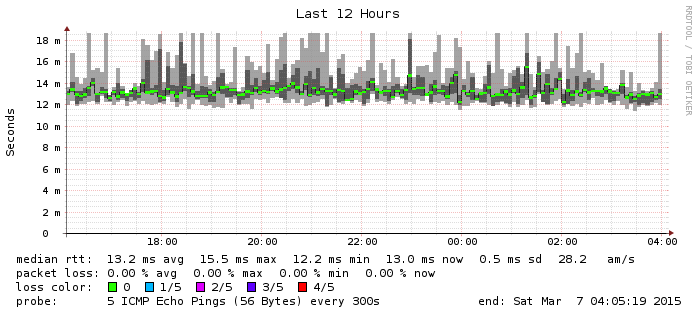 Last 12 Hours
RRDTOOL / TOBI OETIKER
Seconds
18 m
16 m
14 m
12 m
10 m
8 m
6 m
4 m
2 m
0
18:00 20:00 22:00 00:00 02:00 04:00
median rtt: 13.2 ms avg 15.5 ms max 12.2 ms min 13.0 ms now 0.5 ms sd 28.2 am/s
packet loss: 0.00 % avg 0.00 % max 0.00 % min 0.00 % now
loss color: 0 1/5 2/5 3/5 4/5
probe: 5 ICMP Echo Pings (56 Bytes) every 300s end: Sat Mar 7 04:05:19 2015